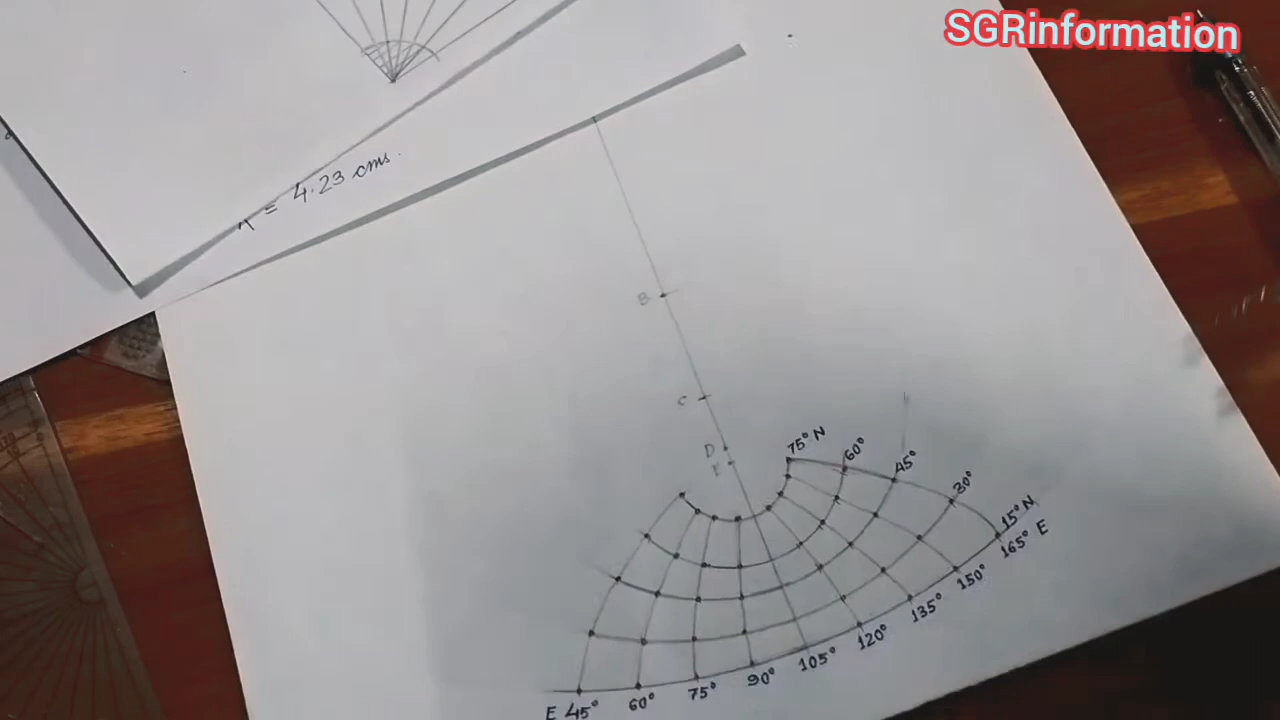 SGRinformation
r = 4.23 cms.
B
C
D
75° N
60°
45°
30°
15° N
165° E
150°
135°
120°
105°
90°
75°
60°
E 45°